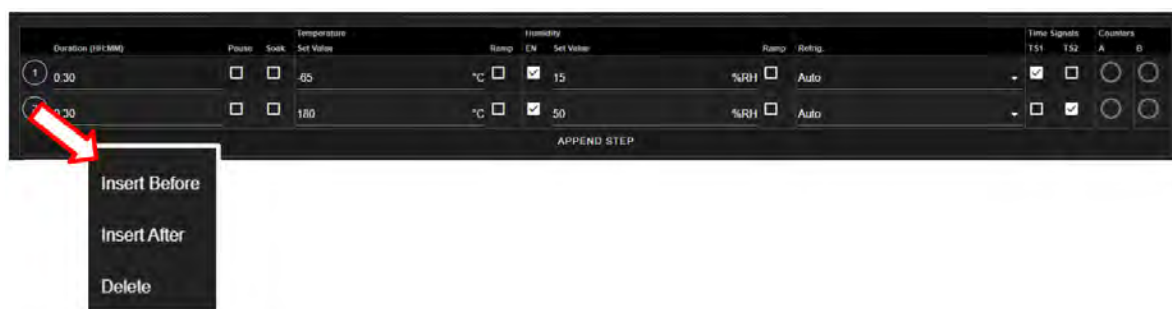 Temperature Humidity Time Signals Counters
Duration (HH:MM) Pause Soak Set Value Ramp EN Set Value Ramp Refrig. TS1 TS2 A B
1 0:30 -65 °C 15 %RH Auto
0:30 180 °C 50 %RH Auto
APPEND STEP
Insert Before
Insert After
Delete